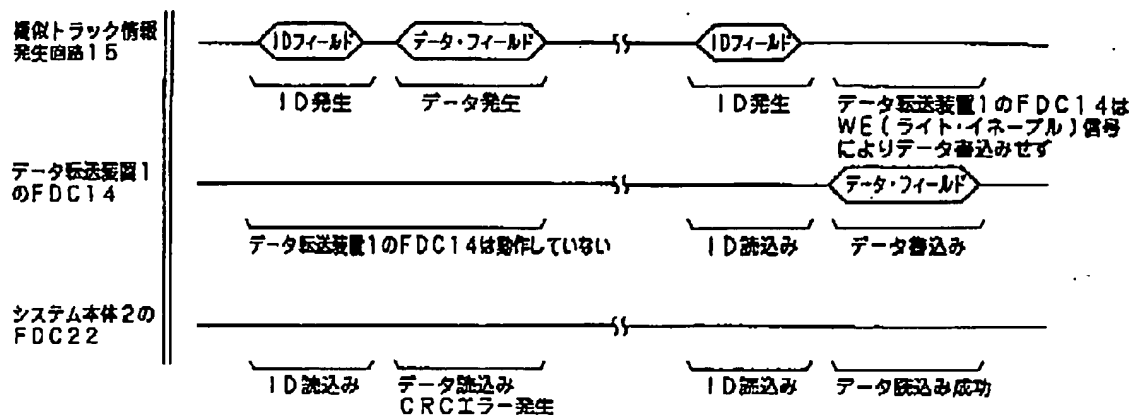 疑似トラック情報
発生回路15
IDフィールド
データ・フィールド
IDフィールド
ID発生
データ発生
ID発生
データ転送装置1のFDC14は
WE(ライト・イネーブル)信号
によりデータ書込みせず
データ転送装置1
のFDC14
データ・フィールド
データ転送装置1のFDC14は動作していない
ID読込み
データ書込み
システム本体2の
FDC22
ID読込み
データ読込み
CRCエラー発生
ID読込み
データ読込み成功